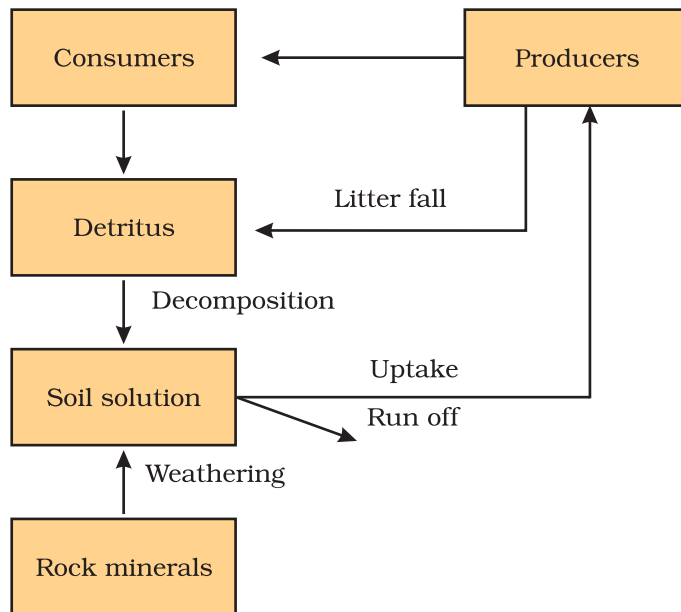 Consumers
Producers
Litter fall
Detritus
Decomposition
Uptake
Soil solution
Run off
Weathering
Rock minerals